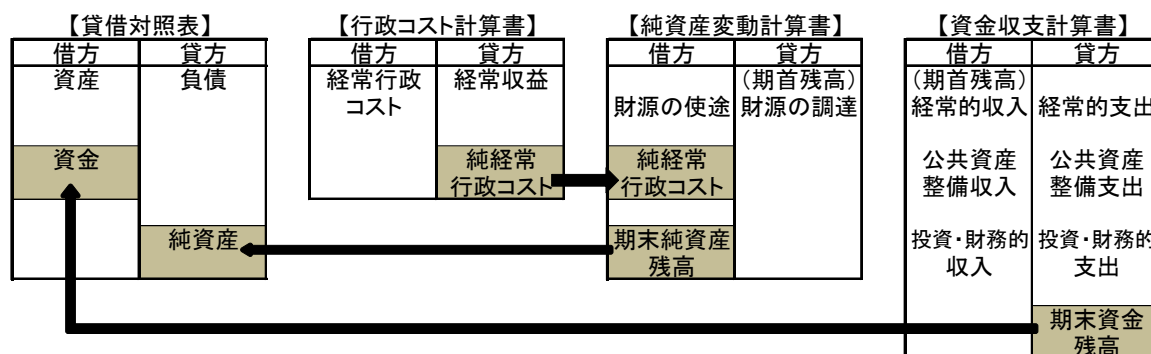 【貸借対照表】
借方 貸方
資産 負債
資金
純資産
【行政コスト計算書】
借方 貸方
経常行政 経常収益
コスト
純経常
行政コスト
【純資産変動計算書】
借方 貸方
(期首残高)
財源の使途 財源の調達
純経常
行政コスト
期末純資産
残高
【資金収支計算書】
借方 貸方
(期首残高)
経常的収入 経常的支出
公共資産 公共資産
整備収入 整備支出
投資・財務的 投資・財務的
収入 支出
期末資金
残高